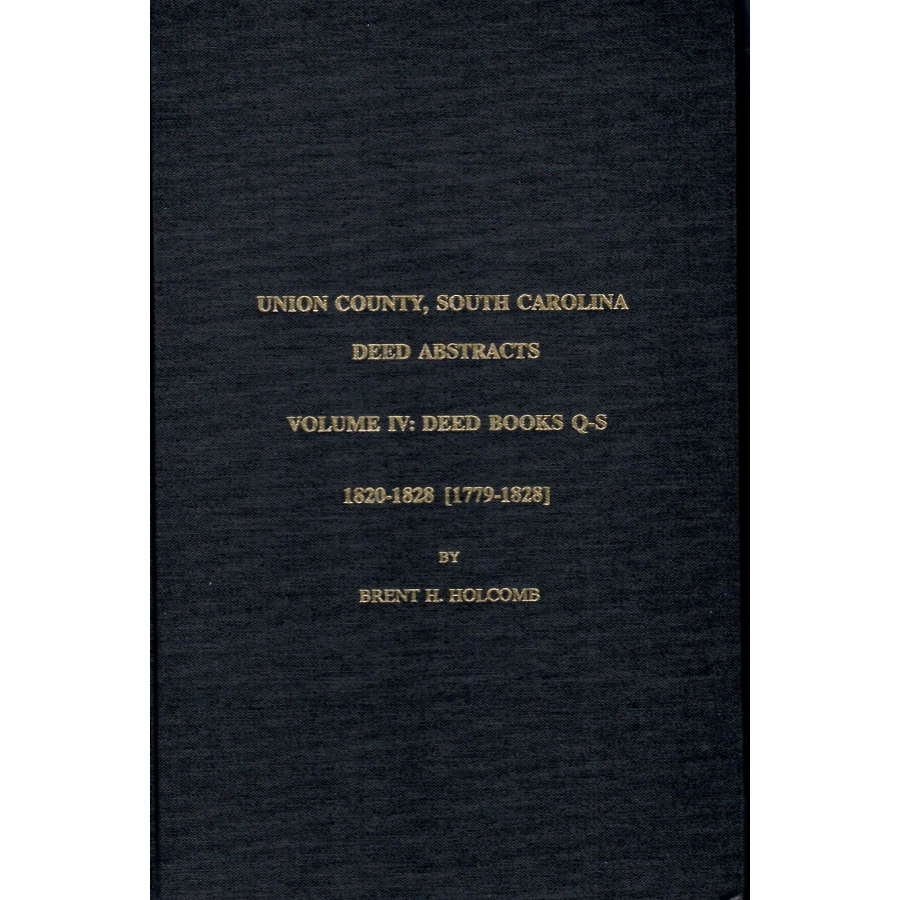 UNION COUNTY, SOUTH CAROLINA
DEED ABSTRACTS
VOLUME IV: DEED BOOKS Q-S
1820-1828 [1779-1828]
BY
BRENT H. HOLCOMB